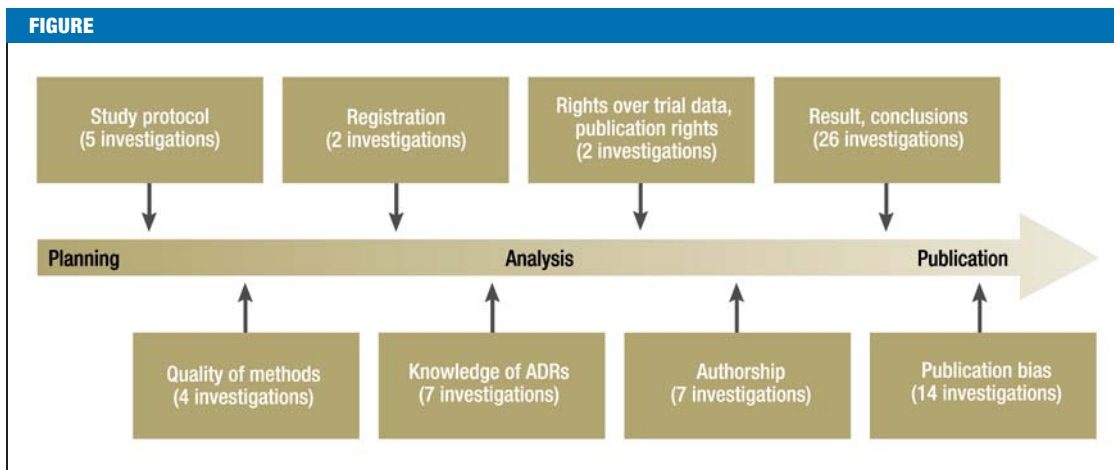 FIGURE
Study protocol
(5 investigations)
Registration
(2 investigations)
Rights over trial data,
publication rights
(2 investigations)
Result, conclusions
(26 investigations)
Planning
Analysis
Publication
Quality of methods
(4 investigations)
Knowledge of ADRs
(7 investigations)
Authorship
(7 investigations)
Publication bias
(14 investigations)